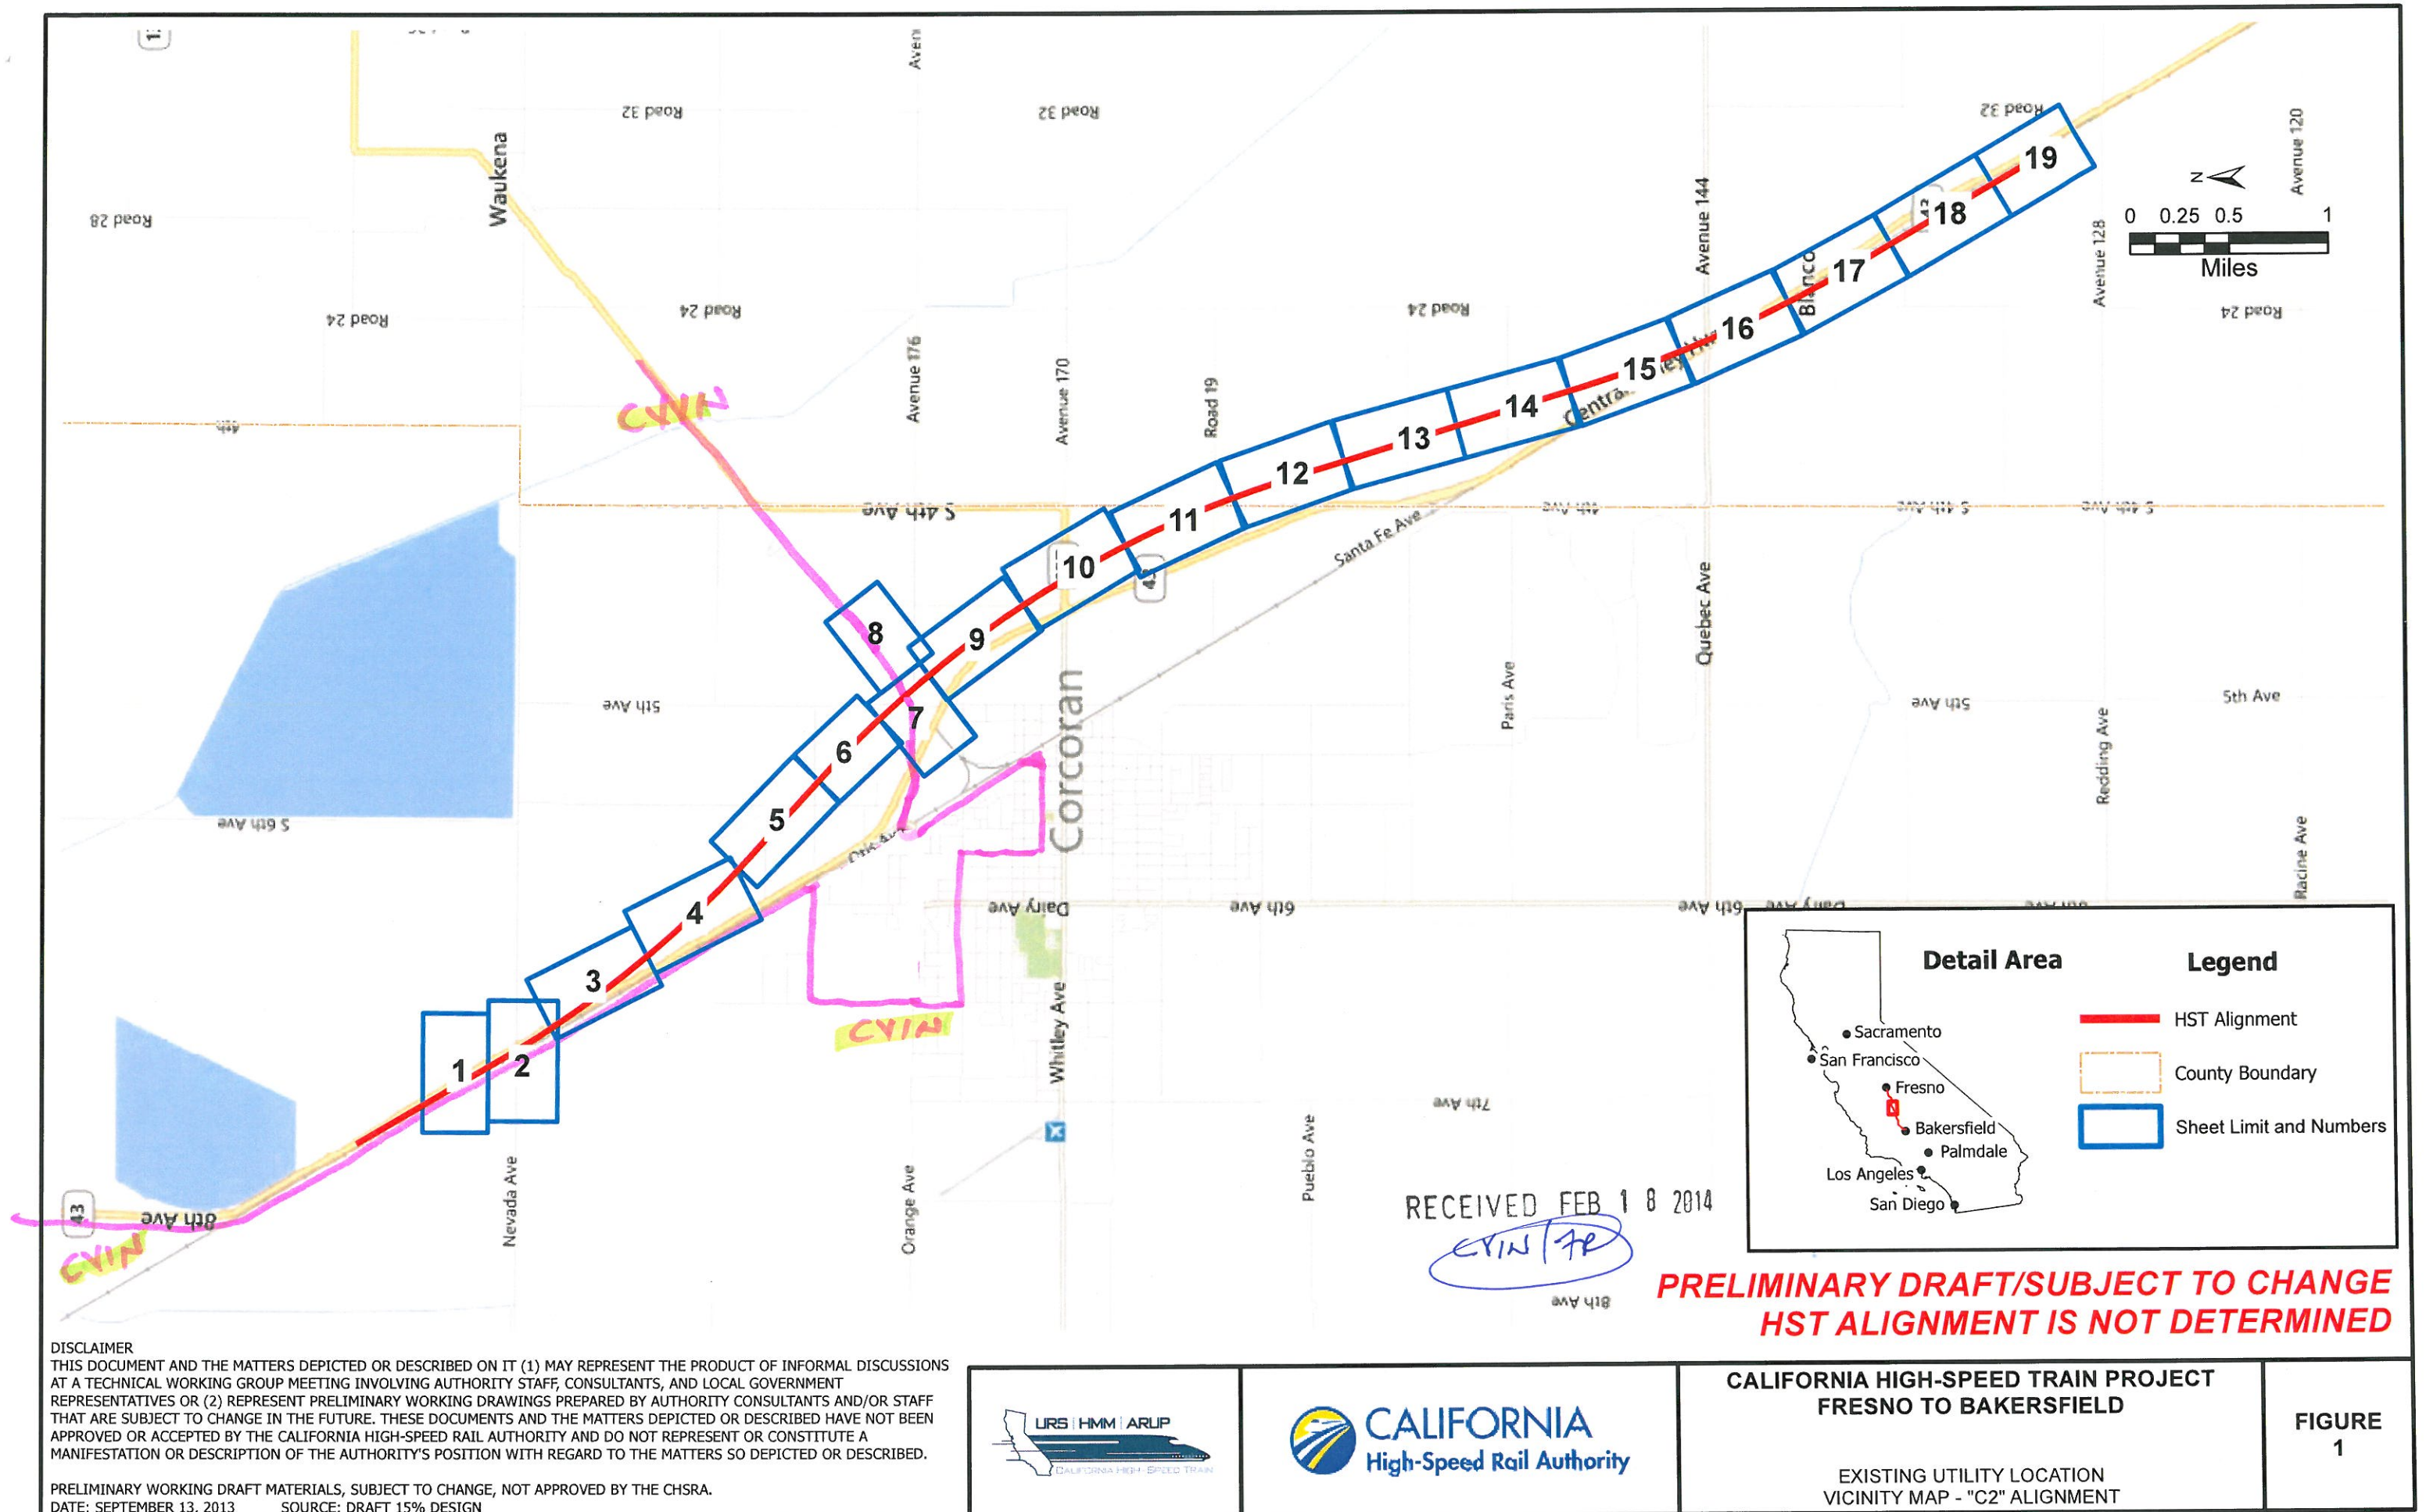 Road 32
Road 32
Road 32
Waukena
Road 28
Road 24
Road 24
Road 24
Road 24
Avenue 176
Avenue 170
Road 19
Avenue 144
Avenue 128
Avenue 120
N
0 0.25 0.5 1
Miles
19
18
17
Blanco
16
15
14
13
12
11
10
9
8
7
6
5
4
3
2
1
CVIN
4th
S 4th Ave
4th Ave
S 4th Ave
S 4th Ave
43
Santa Fe Ave
5th Ave
5th Ave
5th Ave
Corcoran
Paris Ave
Quebec Ave
Redding Ave
Racine Ave
S 6th Ave
Dairy Ave
6th Ave
6th Ave
Whitley Ave
CVIN
7th Ave
Pueblo Ave
Nevada Ave
Orange Ave
43
8th Ave
CVIN
8th Ave
RECEIVED FEB 18 2014
CVIN/FR
Detail Area
Legend
HST Alignment
County Boundary
Sheet Limit and Numbers
Sacramento
San Francisco
Fresno
Bakersfield
Palmdale
Los Angeles
San Diego
PRELIMINARY DRAFT/SUBJECT TO CHANGE
HST ALIGNMENT IS NOT DETERMINED
DISCLAIMER
THIS DOCUMENT AND THE MATTERS DEPICTED OR DESCRIBED ON IT (1) MAY REPRESENT THE PRODUCT OF INFORMAL DISCUSSIONS
AT A TECHNICAL WORKING GROUP MEETING INVOLVING AUTHORITY STAFF, CONSULTANTS, AND LOCAL GOVERNMENT
REPRESENTATIVES OR (2) REPRESENT PRELIMINARY WORKING DRAWINGS PREPARED BY AUTHORITY CONSULTANTS AND/OR STAFF
THAT ARE SUBJECT TO CHANGE IN THE FUTURE. THESE DOCUMENTS AND THE MATTERS DEPICTED OR DESCRIBED HAVE NOT BEEN
APPROVED OR ACCEPTED BY THE CALIFORNIA HIGH-SPEED RAIL AUTHORITY AND DO NOT REPRESENT OR CONSTITUTE A
MANIFESTATION OR DESCRIPTION OF THE AUTHORITY'S POSITION WITH REGARD TO THE MATTERS SO DEPICTED OR DESCRIBED.
PRELIMINARY WORKING DRAFT MATERIALS, SUBJECT TO CHANGE, NOT APPROVED BY THE CHSRA.
DATE: SEPTEMBER 13, 2013 SOURCE: DRAFT 15% DESIGN
URS | HMM | ARUP
CALIFORNIA HIGH-SPEED TRAIN
CALIFORNIA
High-Speed Rail Authority
CALIFORNIA HIGH-SPEED TRAIN PROJECT
FRESNO TO BAKERSFIELD
EXISTING UTILITY LOCATION
VICINITY MAP - "C2" ALIGNMENT
FIGURE
1